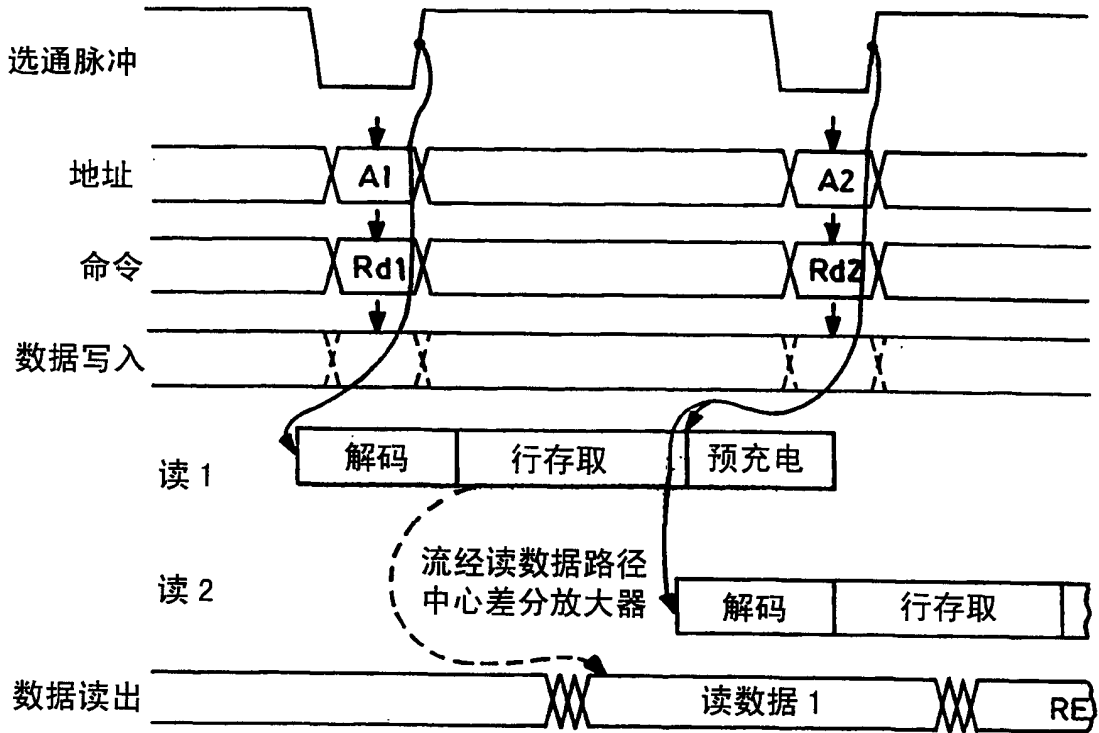 选通脉冲
地址 A1 A2
命令 Rd1 Rd2
数据写入
读1 解码 行存取 预充电
流经读数据路径
中心差分放大器
读2 解码 行存取
数据读出 读数据1 RE